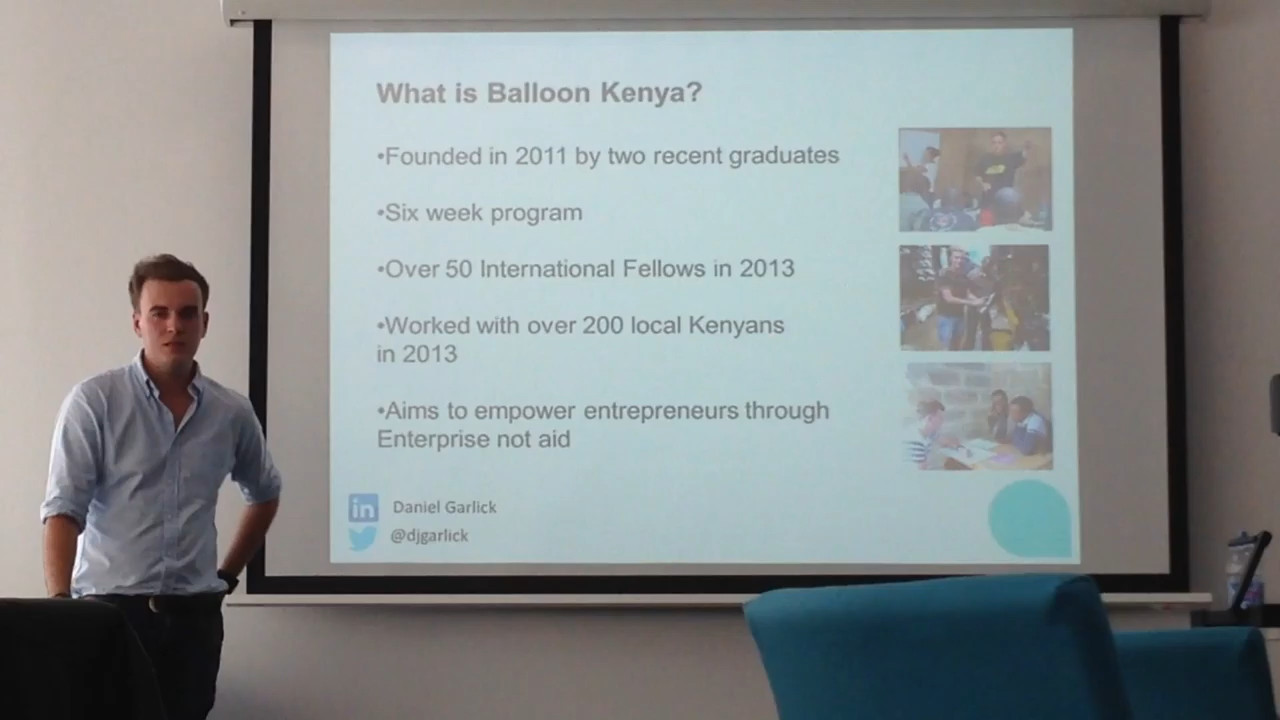 What is Balloon Kenya?
•Founded in 2011 by two recent graduates
•Six week program
•Over 50 International Fellows in 2013
•Worked with over 200 local Kenyans
in 2013
•Aims to empower entrepreneurs through
Enterprise not aid
in Daniel Garlick
@djgarlick